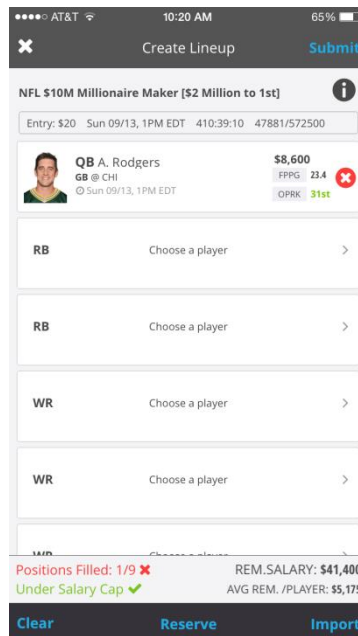 AT&T 10:20 AM 65%
Create Lineup Submit
NFL $10M Millionaire Maker [$2 Million to 1st]
Entry: $20 Sun 09/13, 1PM EDT 410:39:10 47881/572500
QB A. Rodgers $8,600
GB @ CHI FPPG 23.4
Sun 09/13, 1PM EDT OPRK 31st
RB Choose a player
RB Choose a player
WR Choose a player
WR Choose a player
Positions Filled: 1/9 REM.SALARY: $41,400
Under Salary Cap AVG REM. /PLAYER: $5,175
Clear Reserve Import